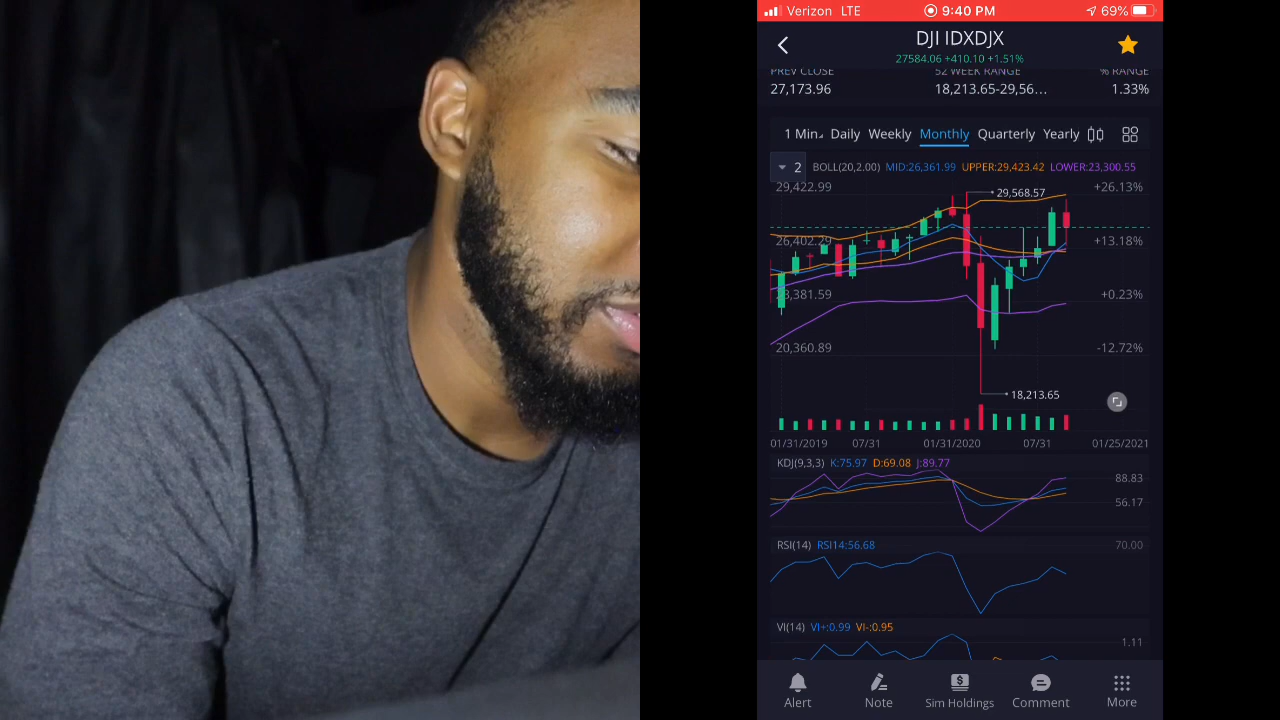 Verizon LTE 9:40 PM 69%
DJI IDXDJX
27584.06 +410.10 +1.51%
PREV CLOSE 52 WEEK RANGE % RANGE
27,173.96 18,213.65-29,56... 1.33%
1 Min Daily Weekly Monthly Quarterly Yearly
2 BOLL(20,2.00) MID:26,361.99 UPPER:29,423.42 LOWER:23,300.55
29,422.99 29,568.57 +26.13%
26,402.29 +13.18%
23,381.59 +0.23%
20,360.89 -12.72%
18,213.65
01/31/2019 07/31 01/31/2020 07/31 01/25/2021
KDJ(9,3,3) K:75.97 D:69.08 J:89.77
88.83
56.17
RSI(14) RSI14:56.68 70.00
VI(14) VI+:0.99 VI-:0.95
1.11
Alert Note Sim Holdings Comment More